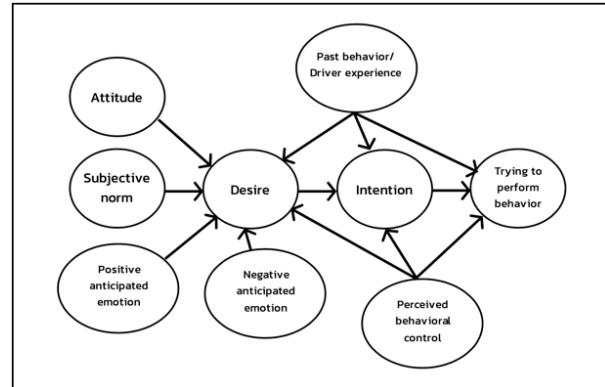 Past behavior/
Driver experience
Attitude
Subjective
norm
Desire
Intention
Trying to
perform
behavior
Positive
anticipated
emotion
Negative
anticipated
emotion
Perceived
behavioral
control